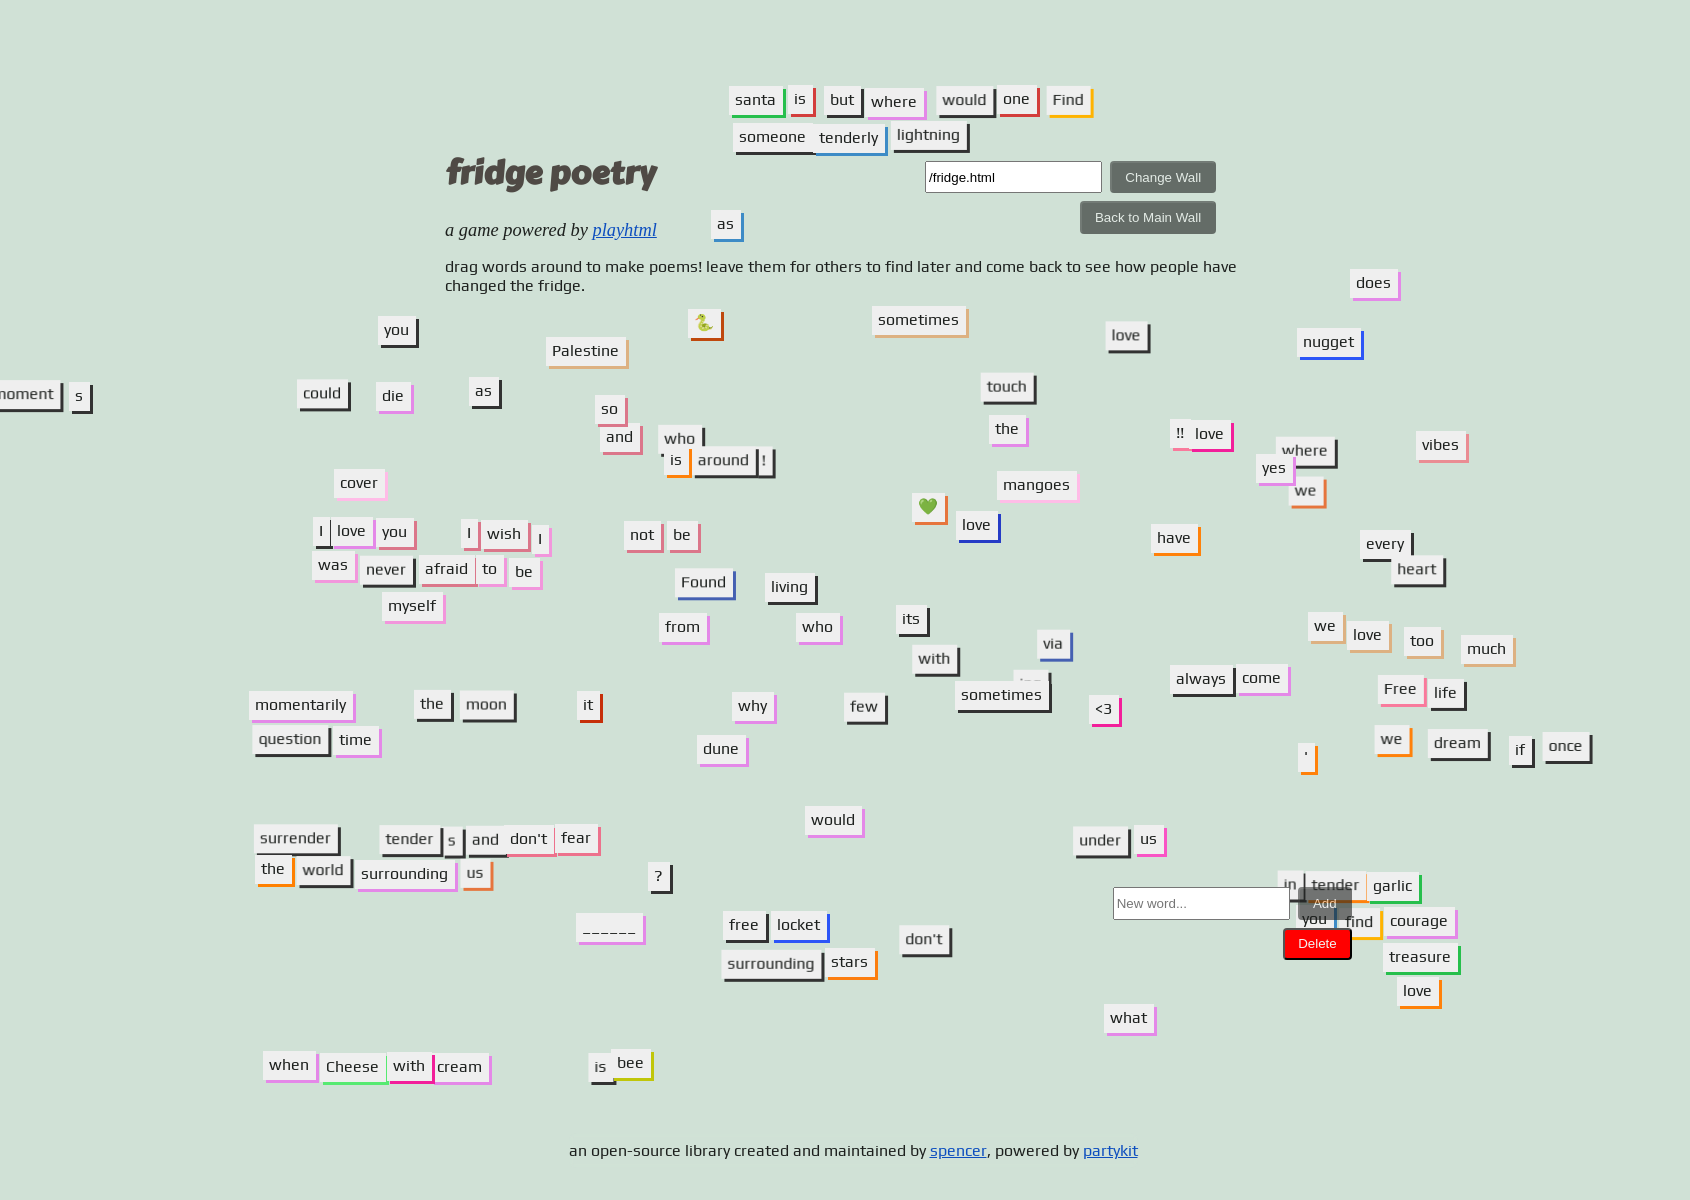 santa is but where would one Find
someone tenderly lightning
fridge poetry
/fridge.html
Change Wall
Back to Main Wall
a game powered by playhtml
as
drag words around to make poems! leave them for others to find later and come back to see how people have
changed the fridge.
does
you
🐍
sometimes
love
nugget
Palestine
moment s
could
die
as
touch
so
and
who
is around !
the
!! love
where
yes
we
vibes
cover
mangoes
💚
love
I love you
I wish I
not be
have
every
heart
was never afraid to be
myself
Found
living
from
who
its
with
via
we love too much
sometimes
always come
Free life
momentarily
the moon
it
why
few
<3
question time
dune
'
we dream if once
would
surrender
tender s and don't fear
under us
the world surrounding us
?
in tender garlic
New word...
Add
you find courage
Delete
treasure
love
______
free locket
don't
surrounding stars
what
when Cheese with cream
is bee
an open-source library created and maintained by spencer, powered by partykit